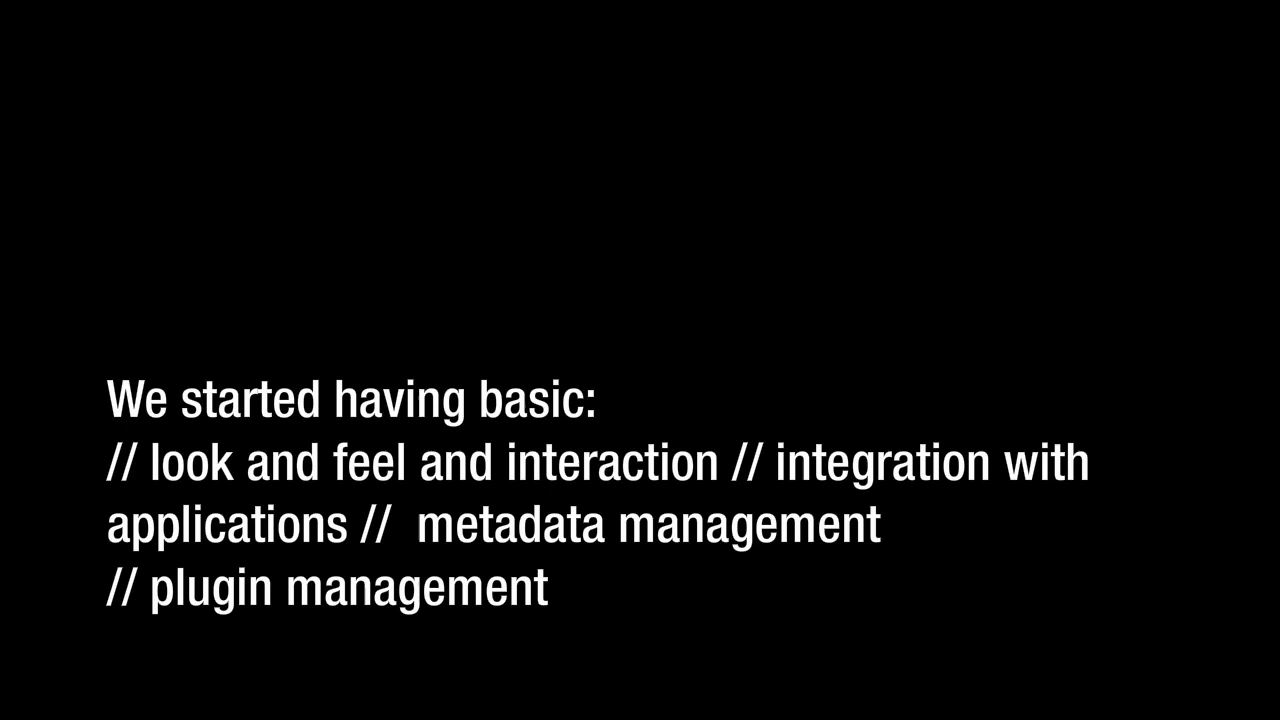 We started having basic:
// look and feel and interaction // integration with
applications //  metadata management
// plugin management